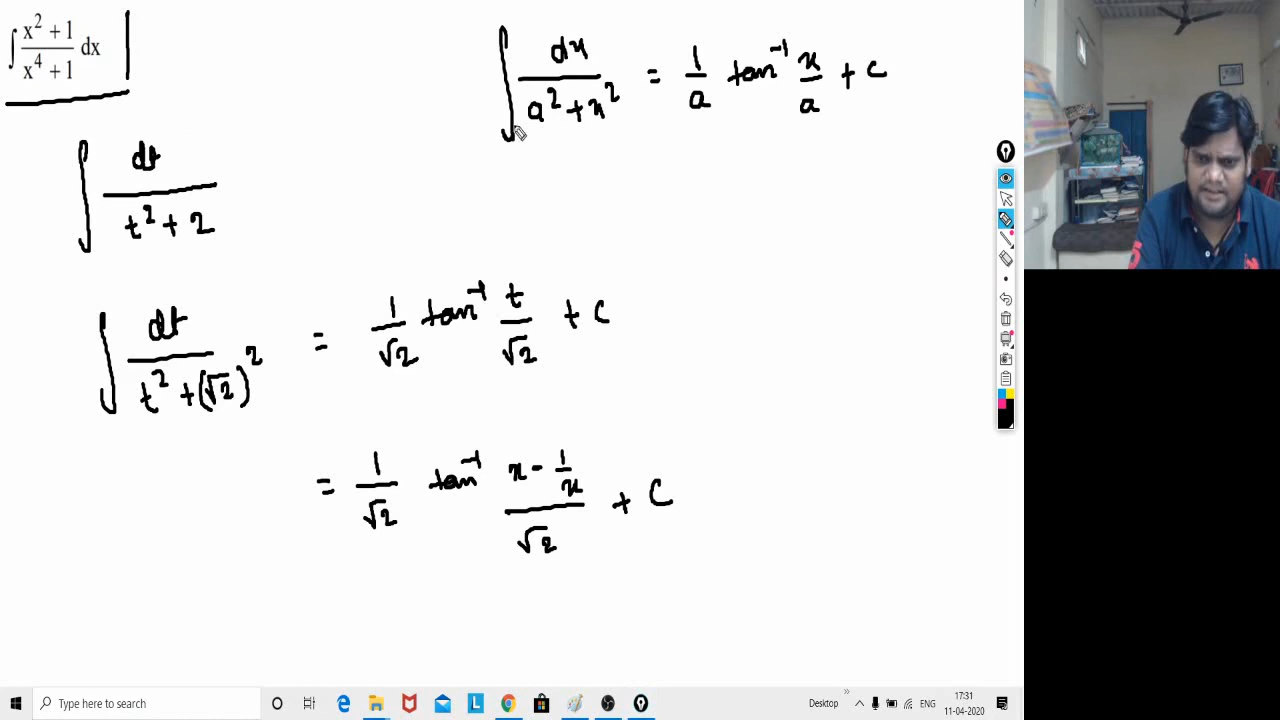 ∫ (x² + 1)/(x⁴ + 1) dx
∫ dx/(a² + x²) = 1/a tan⁻¹ x/a + c
∫ dt/(t² + 2)
∫ dt/(t² + (√2)²) = 1/√2 tan⁻¹ t/√2 + c
= 1/√2 tan⁻¹ (x - 1/x)/√2 + C
Type here to search
Desktop
ENG
17:31
11-04-2020